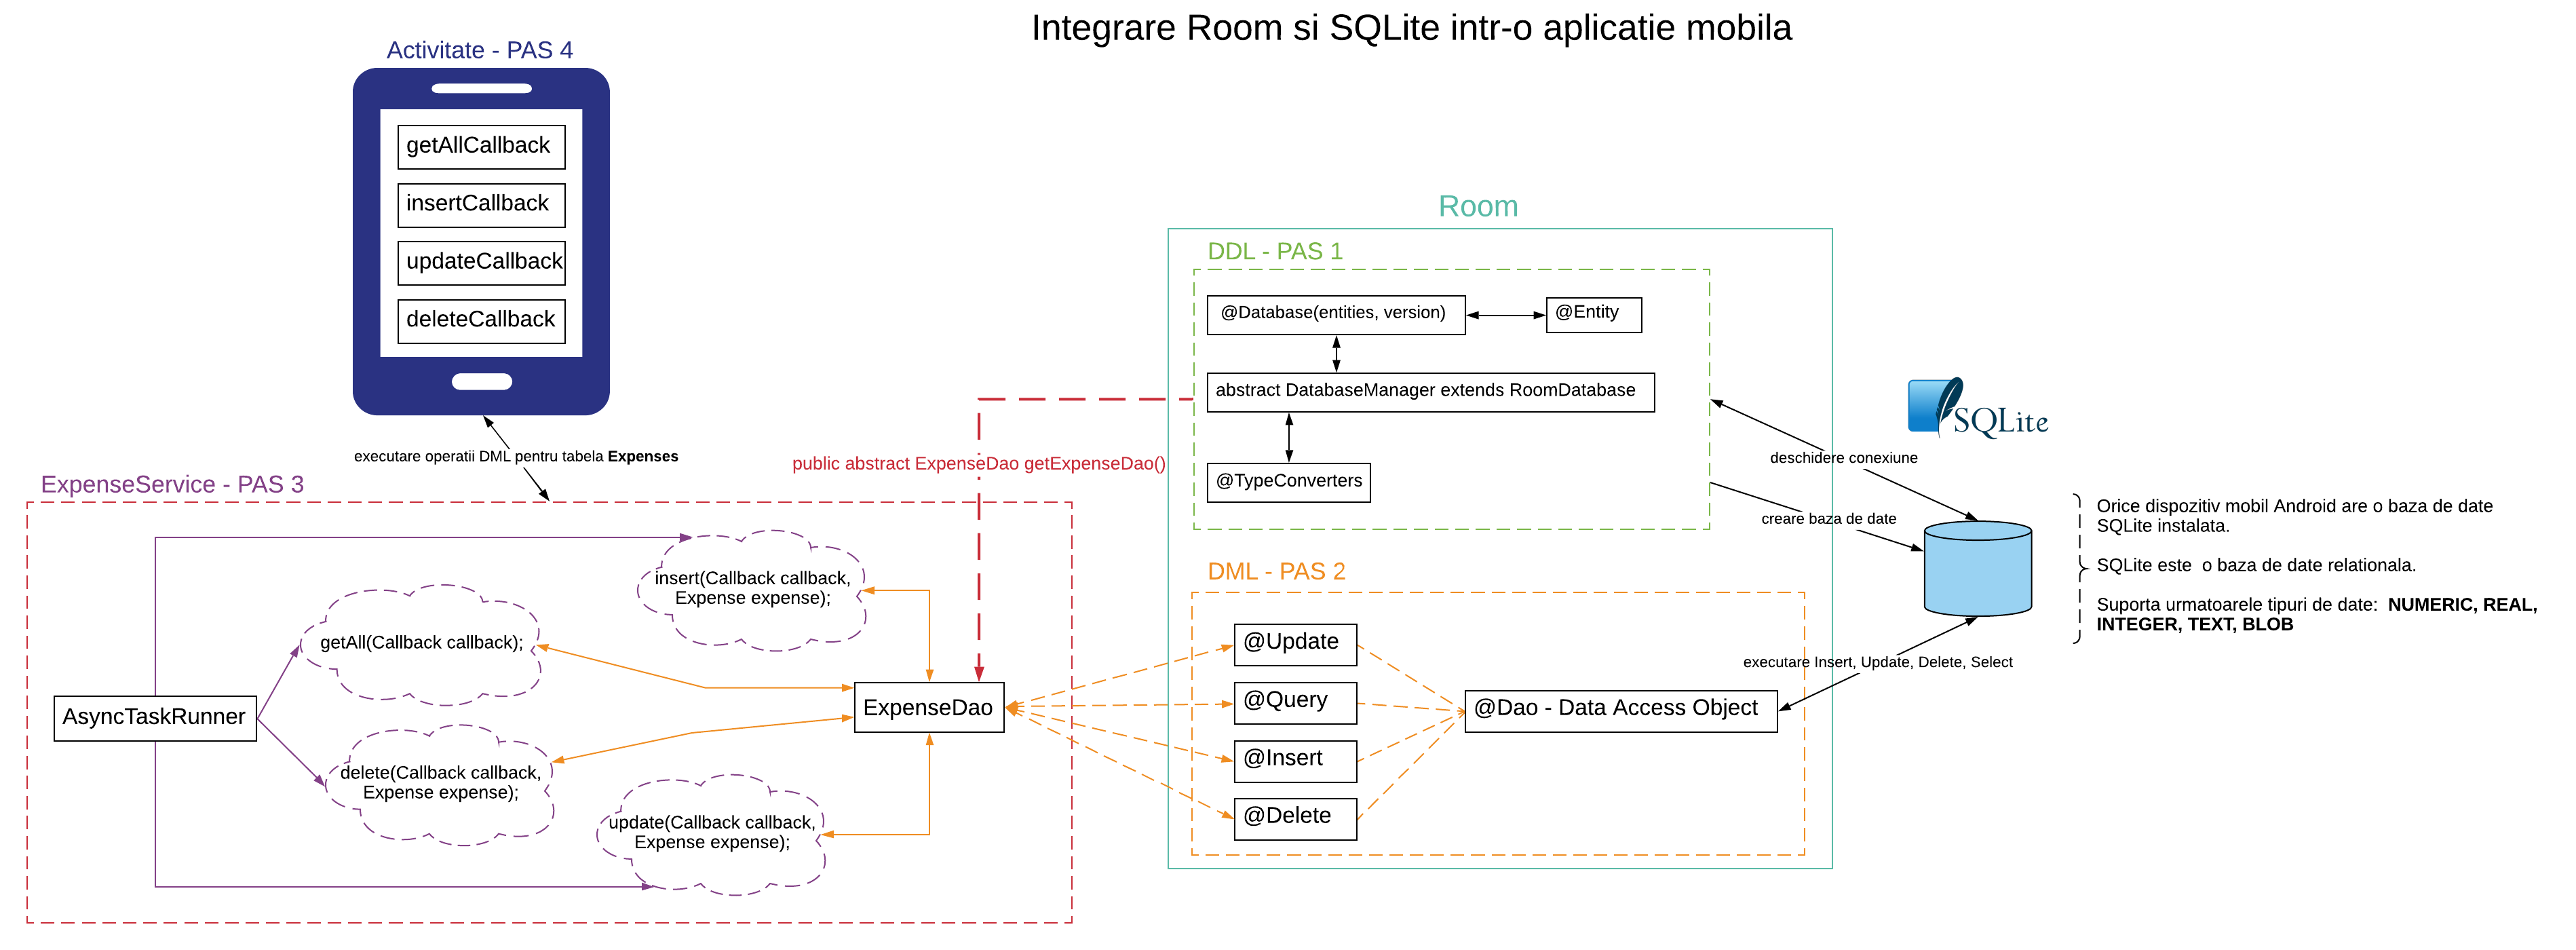 Integrare Room si SQLite intr-o aplicatie mobila
Activitate - PAS 4
getAllCallback
insertCallback
updateCallback
deleteCallback
executare operatii DML pentru tabela Expenses
ExpenseService - PAS 3
AsyncTaskRunner
insert(Callback callback,
Expense expense);
getAll(Callback callback);
delete(Callback callback,
Expense expense);
update(Callback callback,
Expense expense);
ExpenseDao
public abstract ExpenseDao getExpenseDao()
Room
DDL - PAS 1
@Database(entities, version)
@Entity
abstract DatabaseManager extends RoomDatabase
@TypeConverters
DML - PAS 2
@Update
@Query
@Insert
@Delete
@Dao - Data Access Object
SQLite
deschidere conexiune
creare baza de date
executare Insert, Update, Delete, Select
Orice dispozitiv mobil Android are o baza de date
SQLite instalata.
SQLite este  o baza de date relationala.
Suporta urmatoarele tipuri de date:  NUMERIC, REAL,
INTEGER, TEXT, BLOB